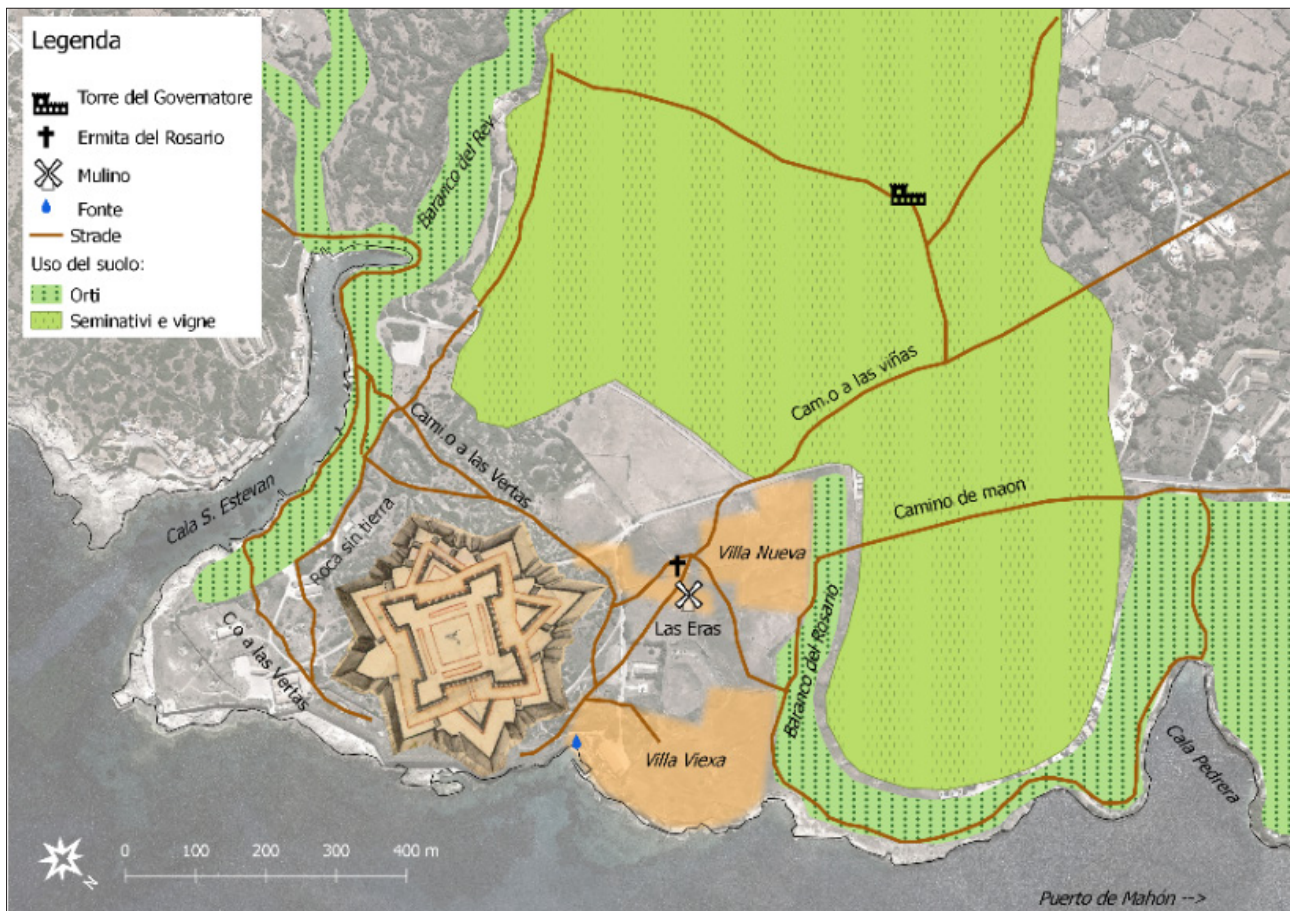 Legenda
Torre del Governatore
Ermita del Rosario
Mulino
Fonte
Strade
Uso del suolo:
Orti
Seminativi e vigne
Baranco del Rey
Cam.o a las viñas
Cami.o a las Vertas
Cala S. Estevan
Camino de maon
Roca sin tierra
Villa Nueva
Las Eras
Baranco del Rosario
C.o a las Vertas
Villa Viexa
Cala Pedrera
0 100 200 300 400 m
N
Puerto de Mahón -->